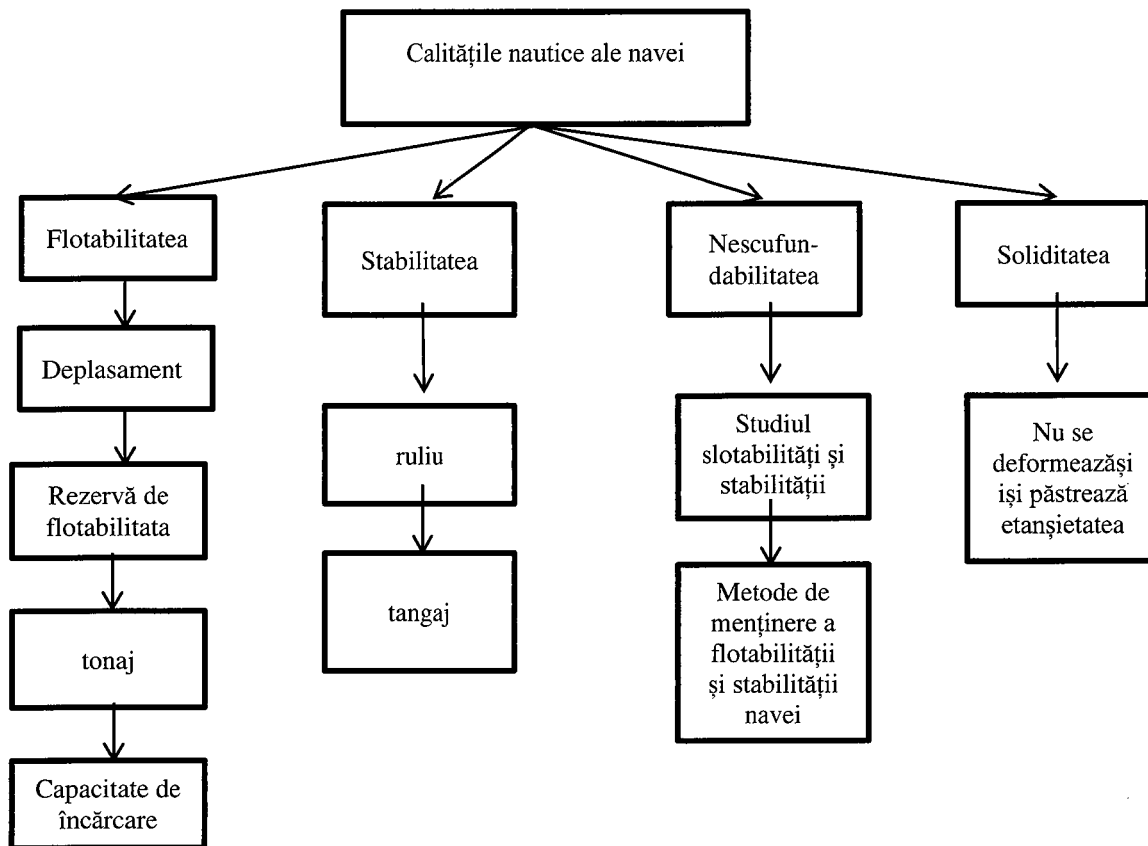 Calitățile nautice ale navei
Flotabilitatea
Stabilitatea
Nescufun-
dabilitatea
Soliditatea
Deplasament
ruliu
Studiul
slotabilități și
stabilității
Nu se
deformeazăși
iși păstrează
etanșietatea
Rezervă de
flotabilitata
tangaj
Metode de
menținere a
flotabilității
și stabilității
navei
tonaj
Capacitate de
încărcare